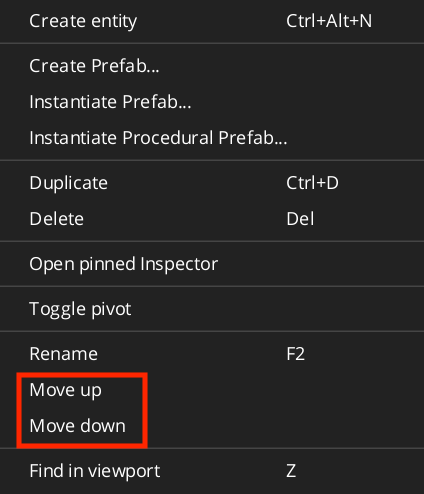 Create entity Ctrl+Alt+N
Create Prefab...
Instantiate Prefab...
Instantiate Procedural Prefab...
Duplicate Ctrl+D
Delete Del
Open pinned Inspector
Toggle pivot
Rename F2
Move up
Move down
Find in viewport Z